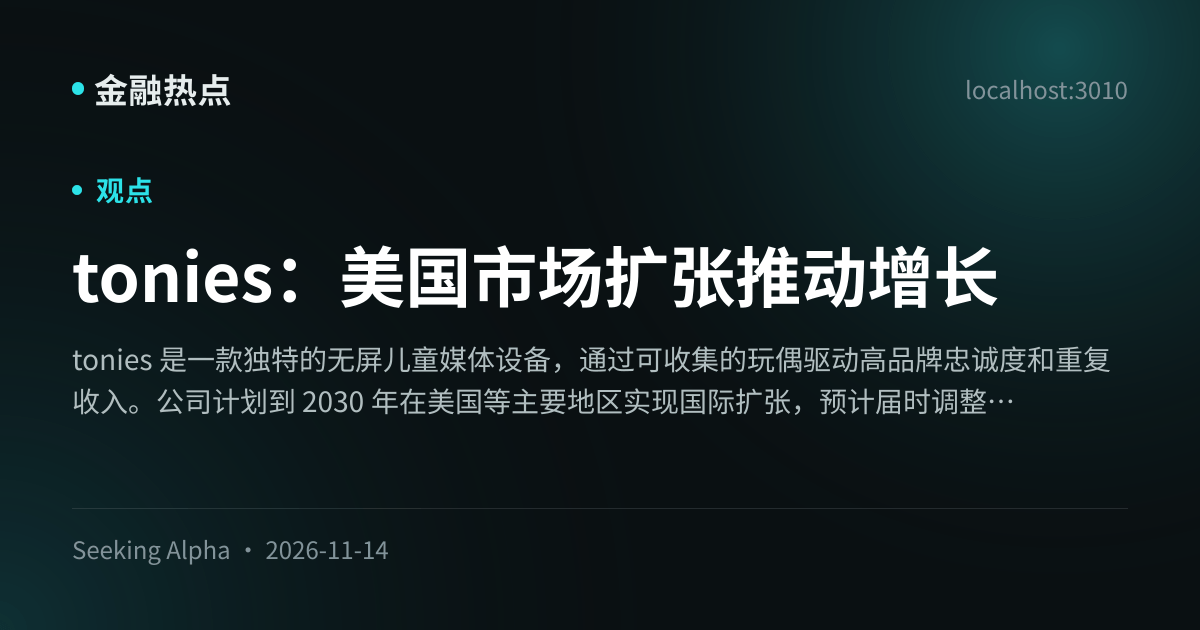 金融热点
localhost:3010
观点
tonies：美国市场扩张推动增长
tonies 是一款独特的无屏儿童媒体设备，通过可收集的玩偶驱动高品牌忠诚度和重复
收入。公司计划到 2030 年在美国等主要地区实现国际扩张，预计届时调整…
Seeking Alpha · 2026-11-14